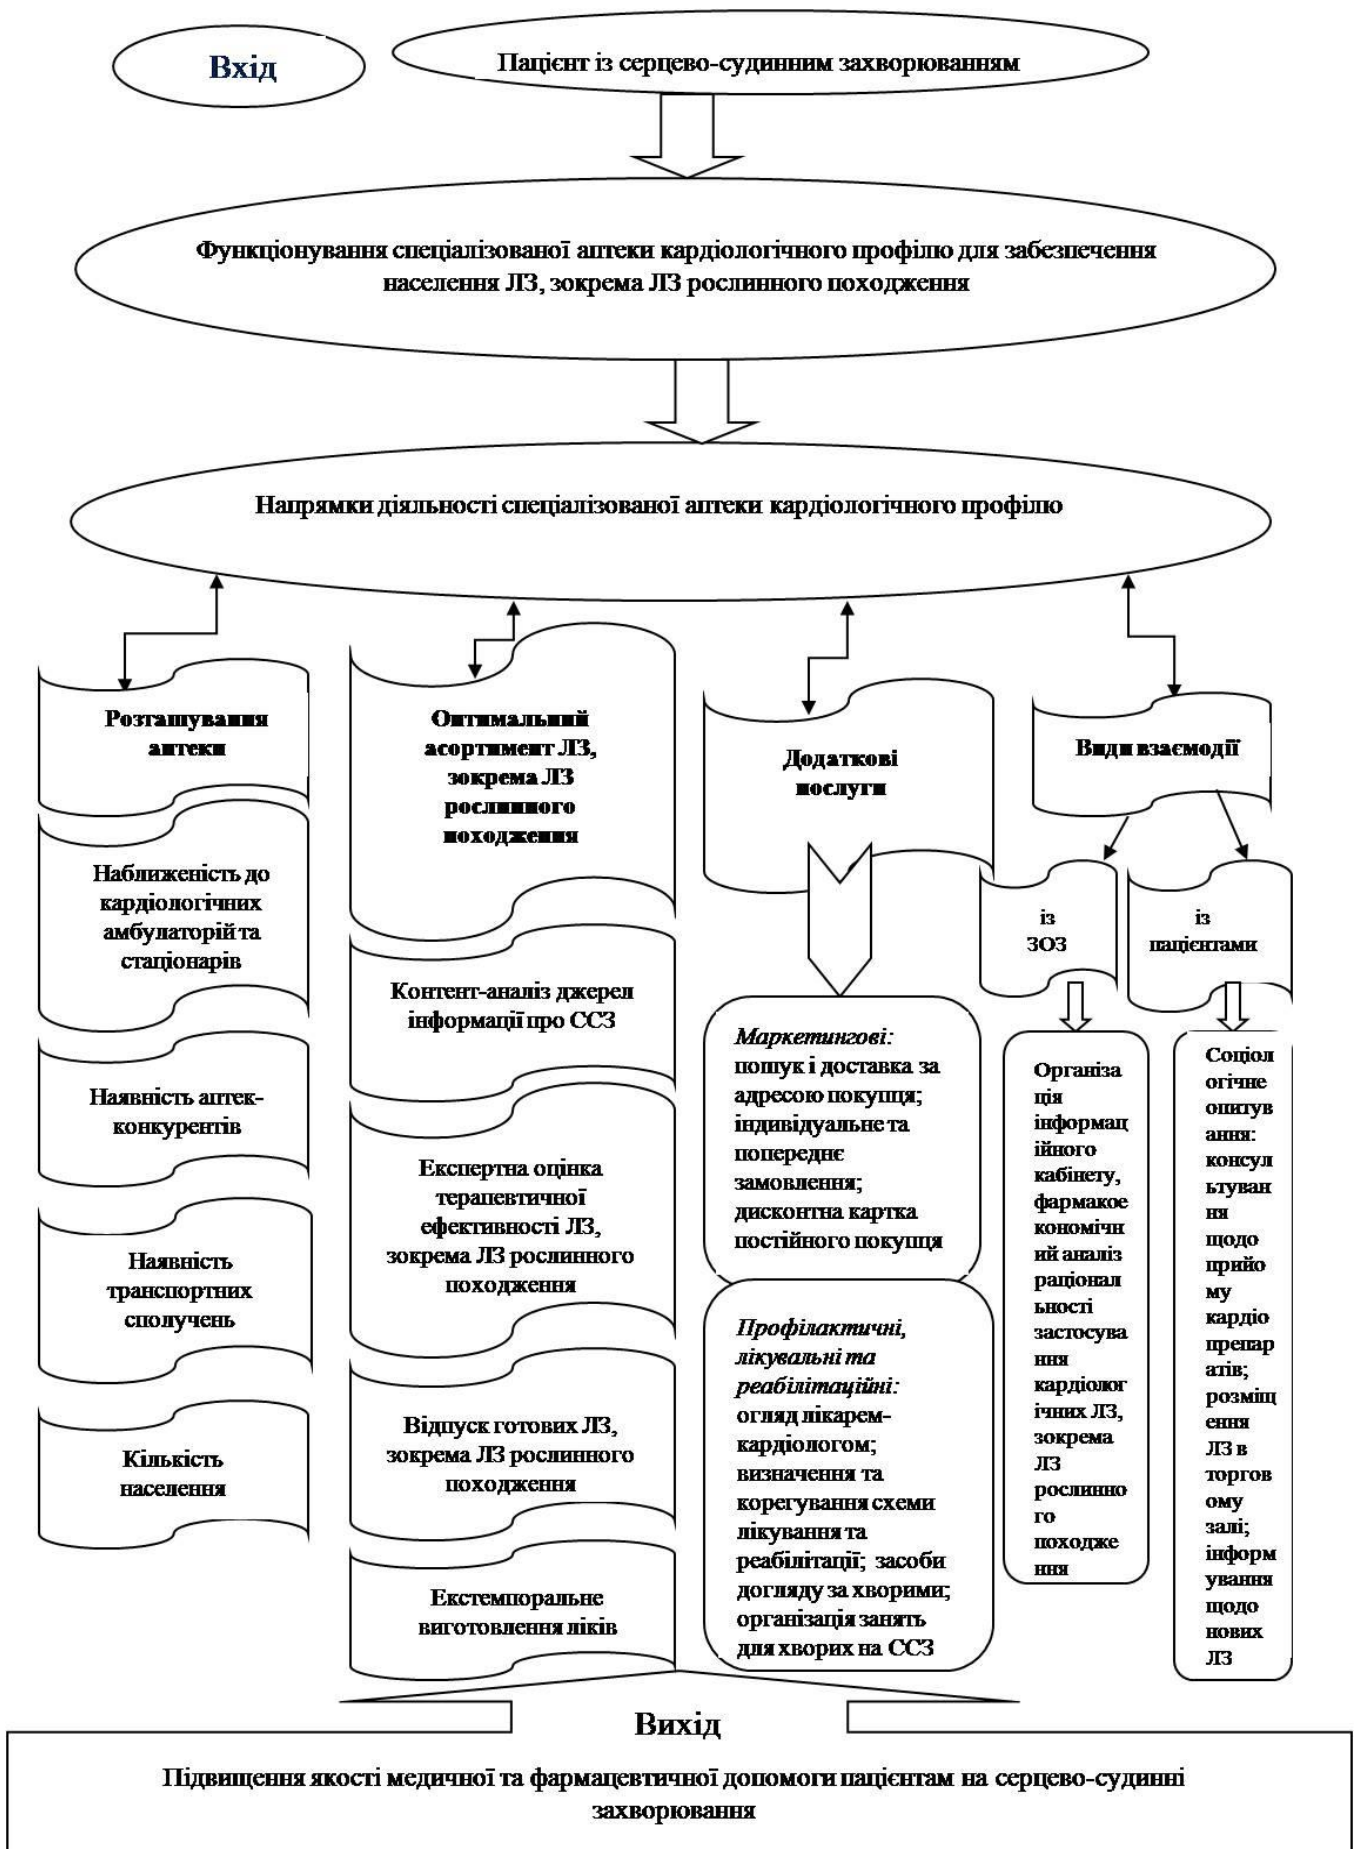 Вхід
Пацієнт із серцево-судинним захворюванням
Функціонування спеціалізованої аптеки кардіологічного профілю для забезпечення
населення ЛЗ, зокрема ЛЗ рослинного походження
Напрямки діяльності спеціалізованої аптеки кардіологічного профілю
Розташування
аптеки
Наближеність до
кардіологічних
амбулаторій та
стаціонарів
Наявність аптек-
конкурентів
Наявність
транспортних
сполучень
Кількість
населення
Оптимальний
асортимент ЛЗ,
зокрема ЛЗ
рослинного
походження
Контент-аналіз джерел
інформації про ССЗ
Експертна оцінка
терапевтичної
ефективності ЛЗ,
зокрема ЛЗ рослинного
походження
Відпуск готових ЛЗ,
зокрема ЛЗ рослинного
походження
Екстемпоральне
виготовлення ліків
Додаткові
послуги
Маркетингові:
пошук і доставка за
адресою покупця;
індивідуальне та
попереднє
замовлення;
дисконтна картка
постійного покупця
Профілактичні,
лікувальні та
реабілітаційні:
огляд лікарем-
кардіологом;
визначення та
корегування схеми
лікування та
реабілітації; засоби
догляду за хворими;
організація занять
для хворих на ССЗ
Види взаємодії
із
ЗОЗ
Організа
ція
інформац
ійного
кабінету,
фармакое
кономічн
ий аналіз
раціонал
ьності
застосува
ння
кардіолог
ічних ЛЗ,
зокрема
ЛЗ
рослинно
го
походже
ння
із
пацієнтами
Соціол
огічне
опитув
ання:
консул
ьтуван
ня
щодо
прийо
му
кардіо
препар
атів;
розміщ
ення
ЛЗ в
торгов
ому
залі;
інформ
ування
щодо
нових
ЛЗ
Вихід
Підвищення якості медичної та фармацевтичної допомоги пацієнтам на серцево-судинні
захворювання